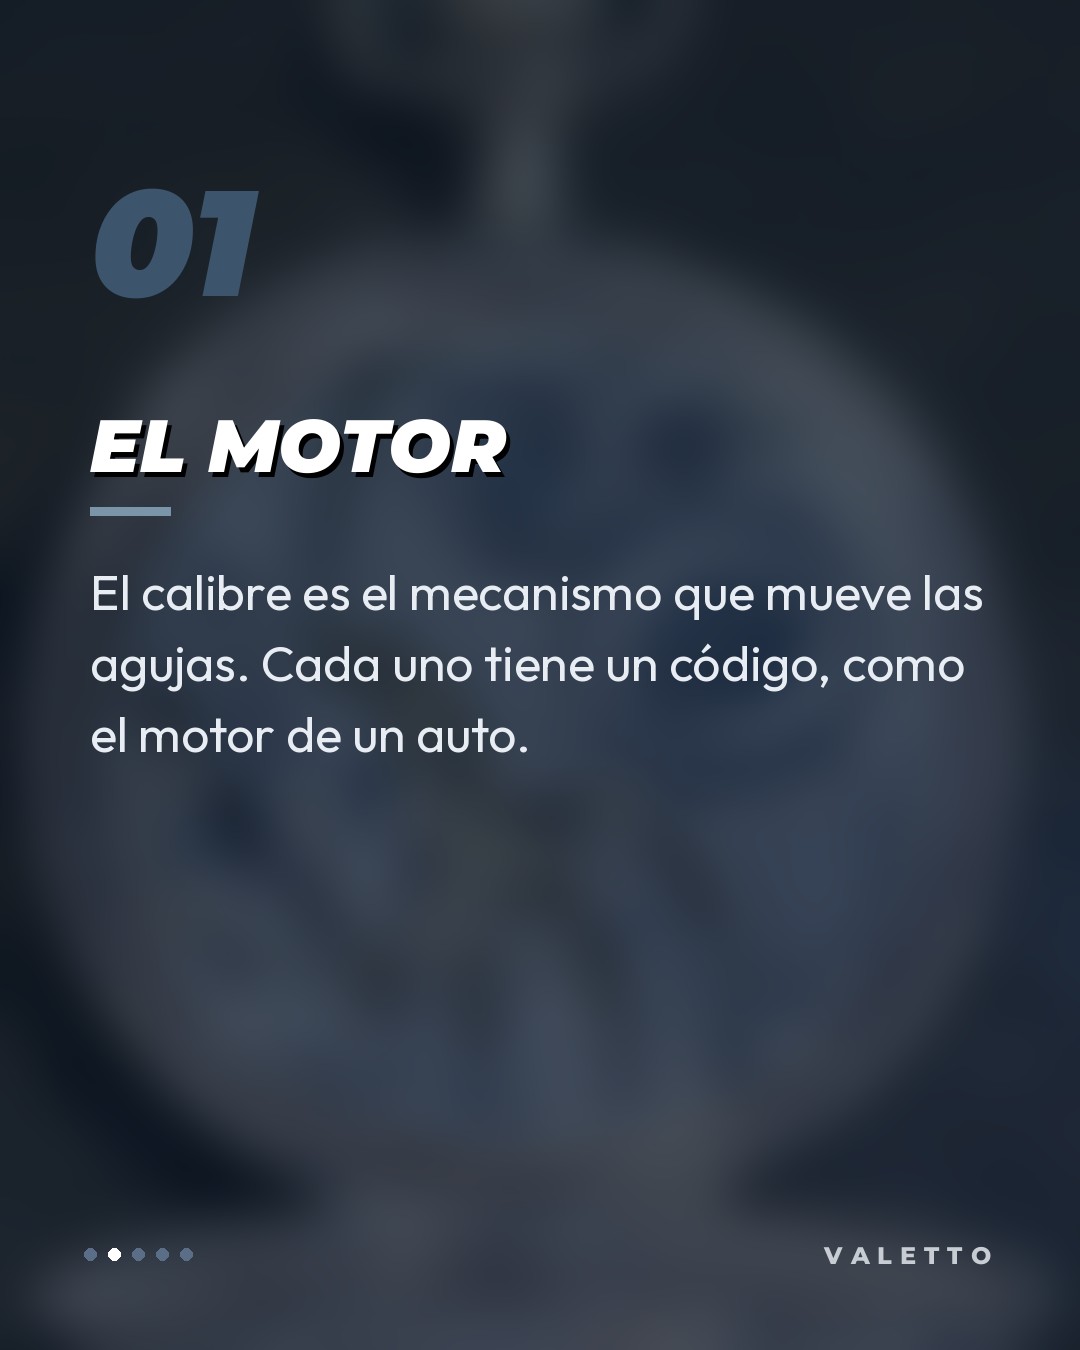 01
EL MOTOR
El calibre es el mecanismo que mueve las
agujas. Cada uno tiene un código, como
el motor de un auto.
VALETTO